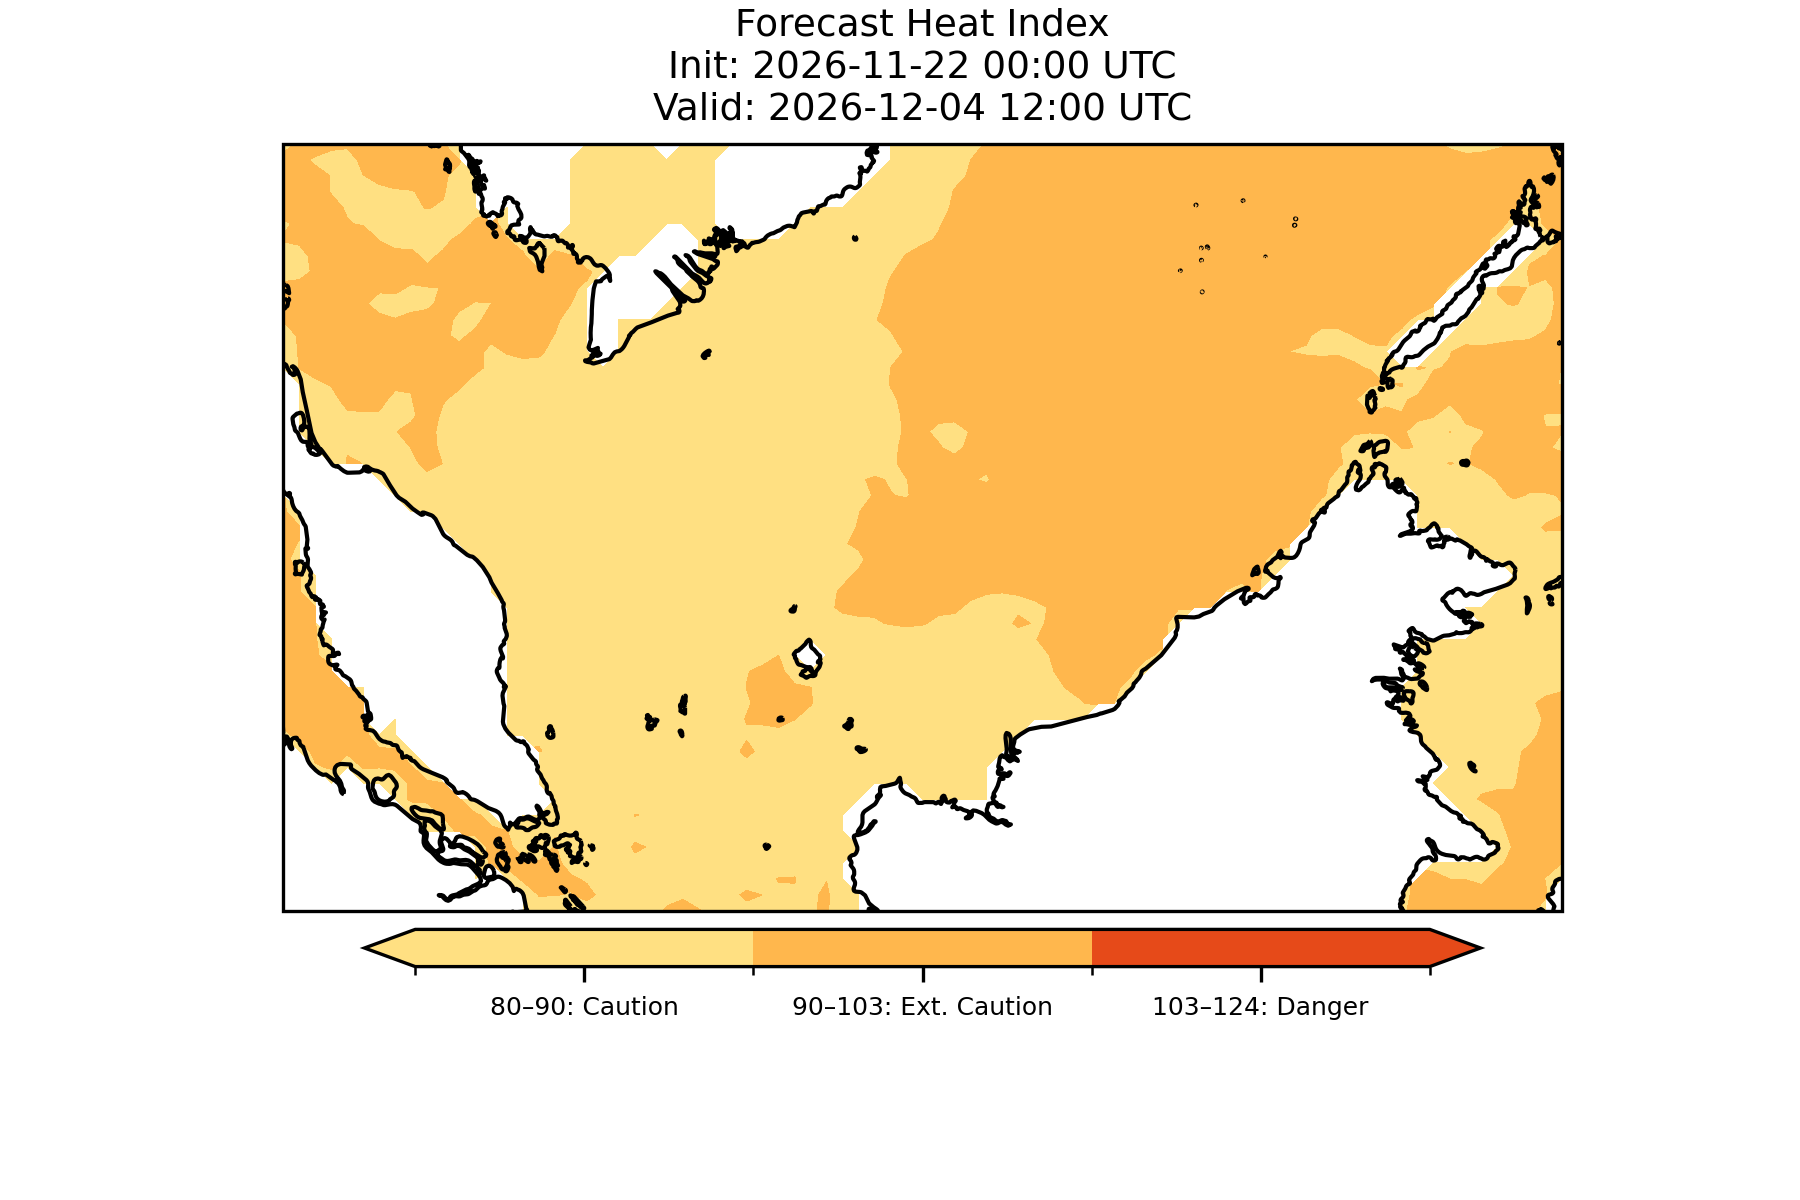 Forecast Heat Index
Init: 2026-11-22 00:00 UTC
Valid: 2026-12-04 12:00 UTC
80–90: Caution
90–103: Ext. Caution
103–124: Danger